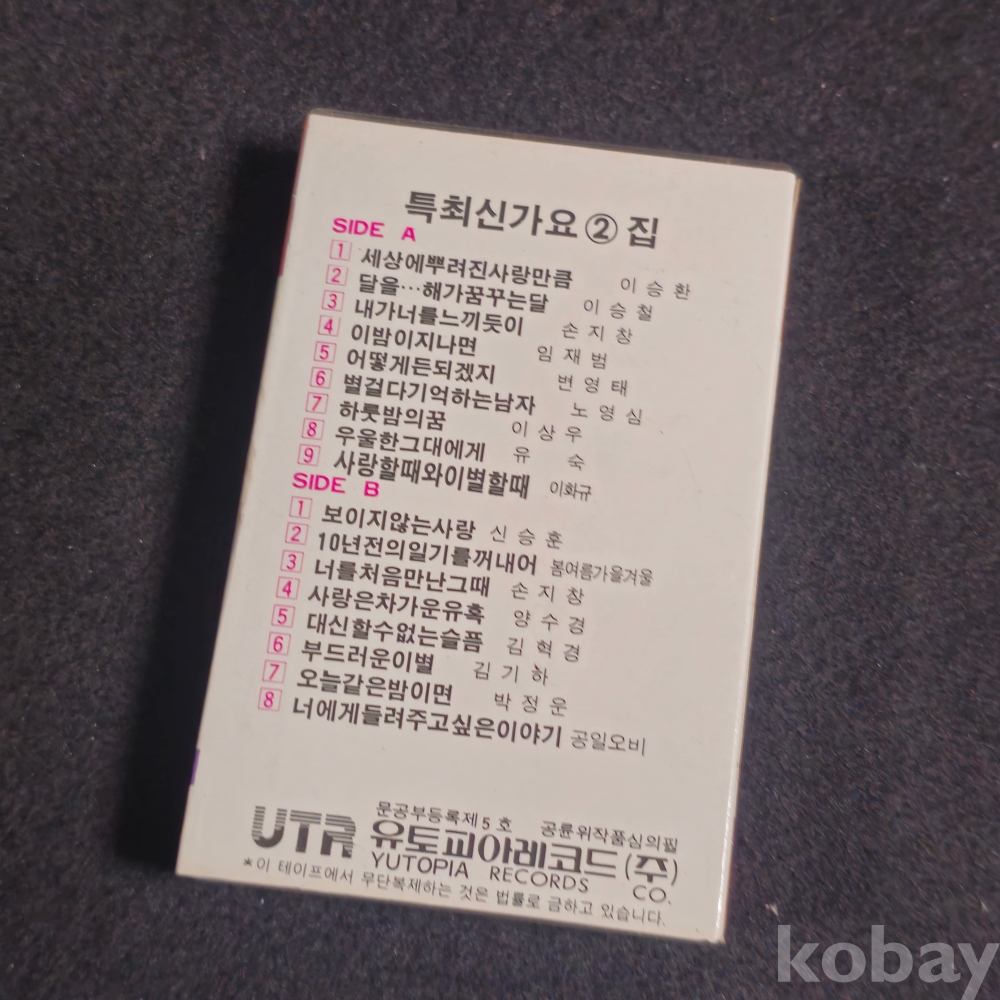 특최신가요②집
SIDE A
1 세상에뿌려진사랑만큼 이승환
2 달을…해가꿈꾸는달 이승철
3 내가너를느끼듯이 손지창
4 이밤이지나면 임재범
5 어떻게든되겠지 변영태
6 별걸다기억하는남자 노영심
7 하룻밤의꿈 이상우
8 우울한그대에게 유숙
9 사랑할때와이별할때 이화규
SIDE B
1 보이지않는사랑 신승훈
2 10년전의일기를꺼내어 봄여름가을겨울
3 너를처음만난그때 손지창
4 사랑은차가운유혹 양수경
5 대신할수없는슬픔 김혁경
6 부드러운이별 김기하
7 오늘같은밤이면 박정운
8 너에게들려주고싶은이야기 공일오비
문공부등록제5호 공륜위작품심의필
UTR 유토피아레코드(주)
YUTOPIA RECORDS CO.
*이 테이프에서 무단복제하는 것은 법률로 금하고 있습니다.
kobay